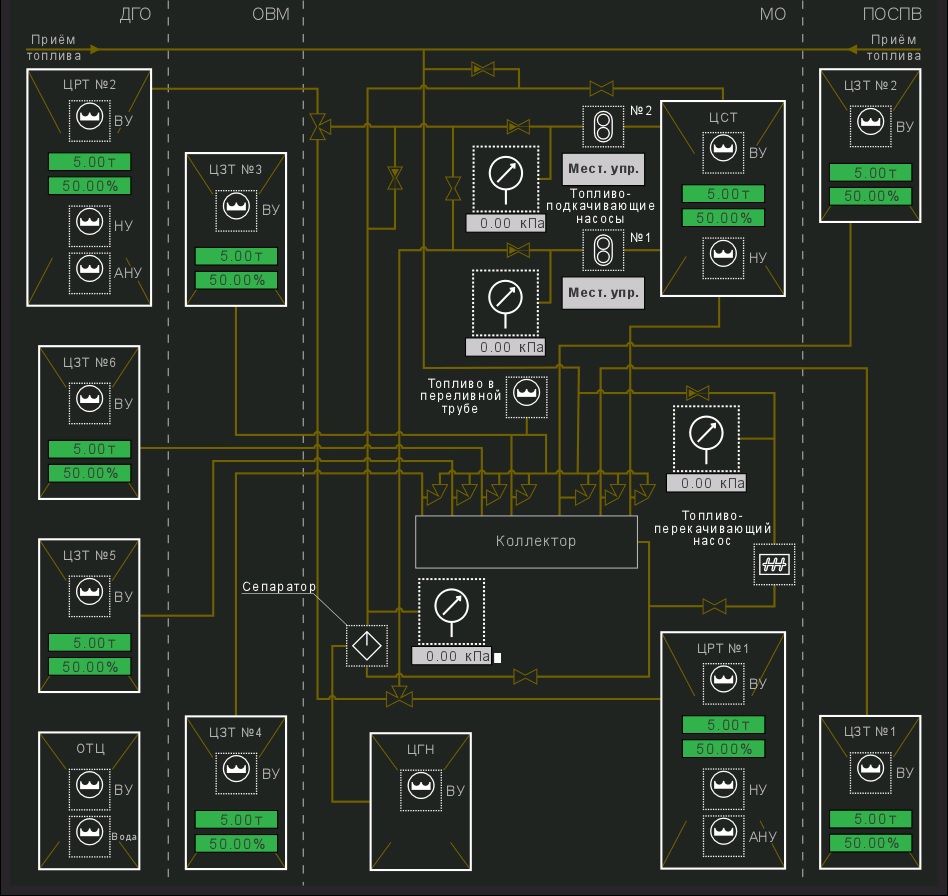 ДГО
ОВМ
МО
ПОСПВ
Приём
топлива
Приём
топлива
ЦРТ №2
ВУ
5.00т
50.00%
НУ
АНУ
ЦЗТ №3
ВУ
5.00т
50.00%
№2
Мест. упр.
0.00 кПа
Топливо-
подкачивающие
насосы
№1
Мест. упр.
0.00 кПа
ЦСТ
ВУ
5.00т
50.00%
НУ
ЦЗТ №2
ВУ
5.00т
50.00%
ЦЗТ №6
ВУ
5.00т
50.00%
Топливо в
переливной
трубе
0.00 кПа
Топливо-
перекачивающий
насос
Коллектор
ЦЗТ №5
ВУ
5.00т
50.00%
Сепаратор
0.00 кПа
ЦРТ №1
ВУ
5.00т
50.00%
НУ
АНУ
ОТЦ
ВУ
Вода
ЦЗТ №4
ВУ
5.00т
50.00%
ЦГН
ВУ
ЦЗТ №1
ВУ
5.00т
50.00%